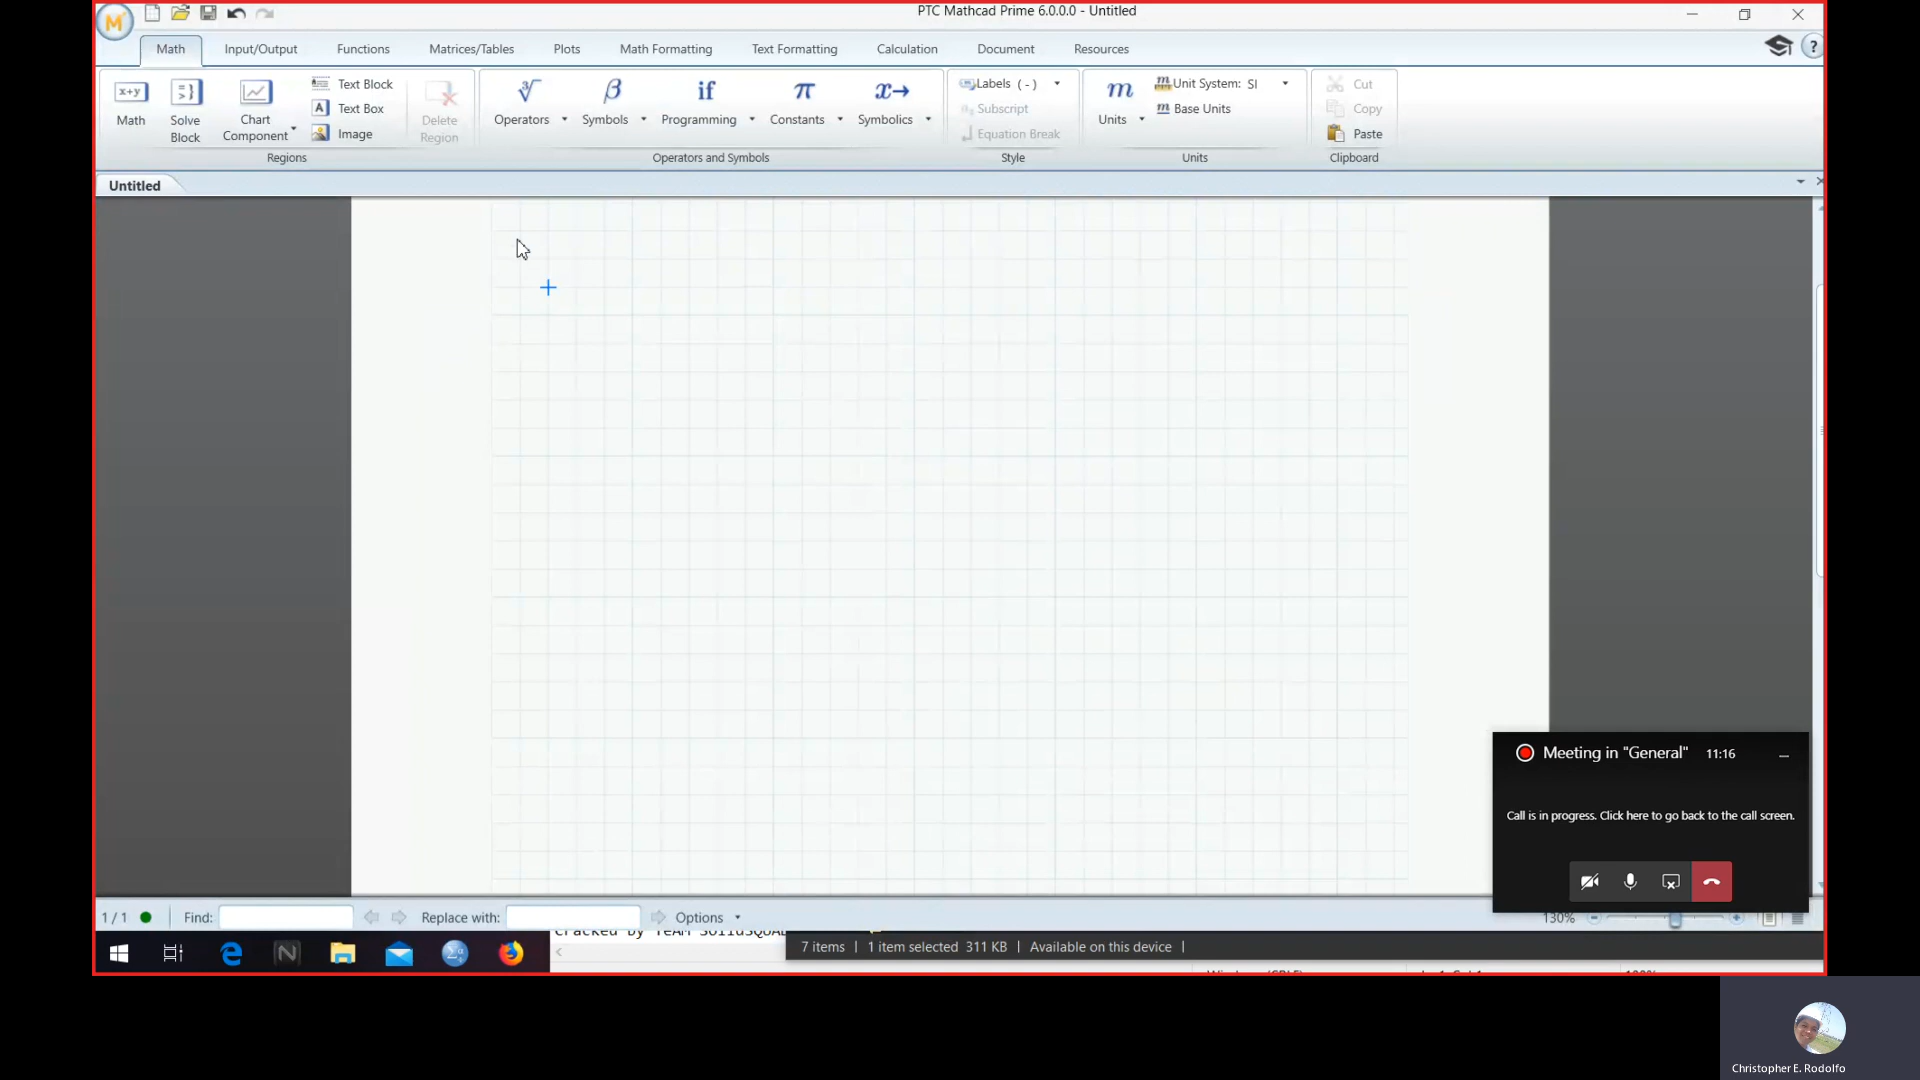 PTC Mathcad Prime 6.0.0.0 - Untitled
Math
Input/Output
Functions
Matrices/Tables
Plots
Math Formatting
Text Formatting
Calculation
Document
Resources
?
x+y
Math
Solve
Block
Chart
Component
Text Block
A Text Box
Image
Delete
Region
Regions
Operators
β
Symbols
if
Programming
π
Constants
x→
Symbolics
Operators and Symbols
Labels ( - )
Subscript
Equation Break
Style
m
Units
Unit System: SI
Base Units
Units
Cut
Copy
Paste
Clipboard
Untitled
Meeting in "General" 11:16
Call is in progress. Click here to go back to the call screen.
1 / 1
Find:
Replace with:
Options
130%
Cracked by TEAM
7 items | 1 item selected 311 KB | Available on this device |
Christopher E. Rodolfo